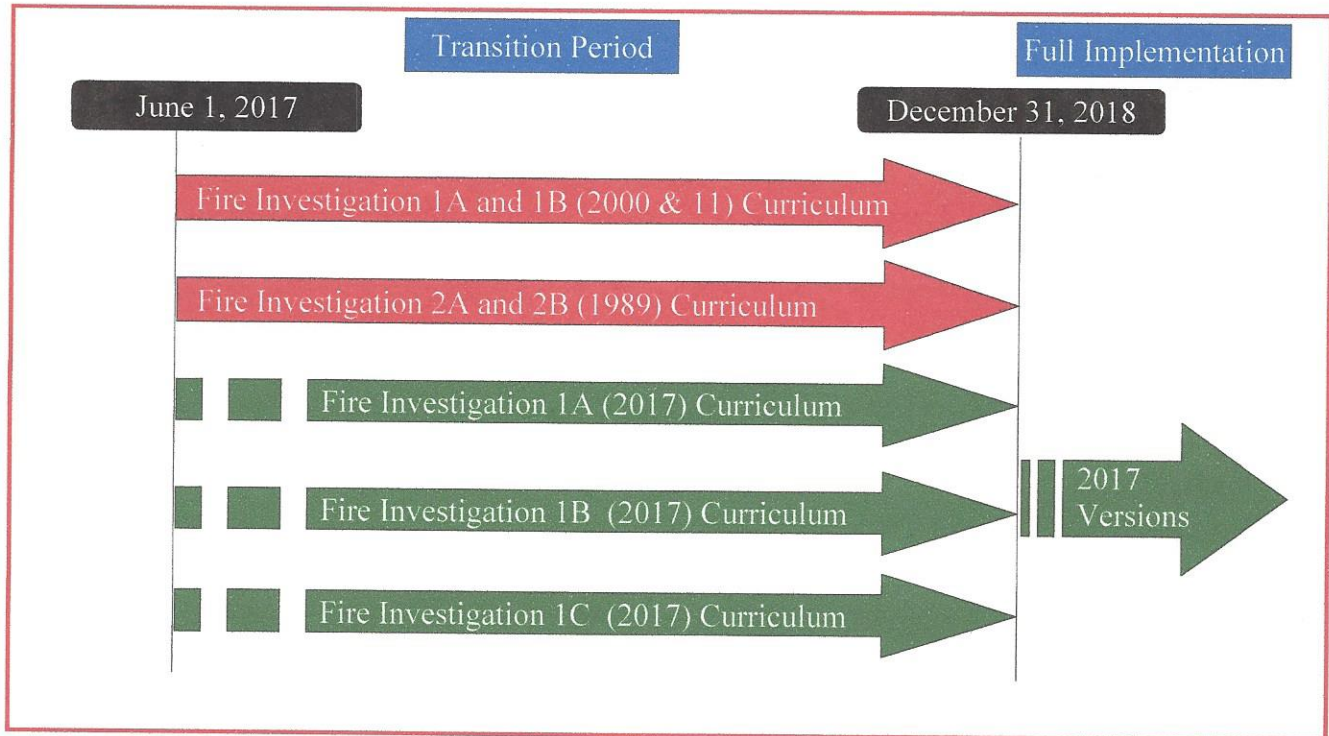 Transition Period
Full Implementation
June 1, 2017
December 31, 2018
Fire Investigation 1A and 1B (2000 & 11) Curriculum
Fire Investigation 2A and 2B (1989) Curriculum
Fire Investigation 1A (2017) Curriculum
Fire Investigation 1B (2017) Curriculum
2017
Versions
Fire Investigation 1C (2017) Curriculum